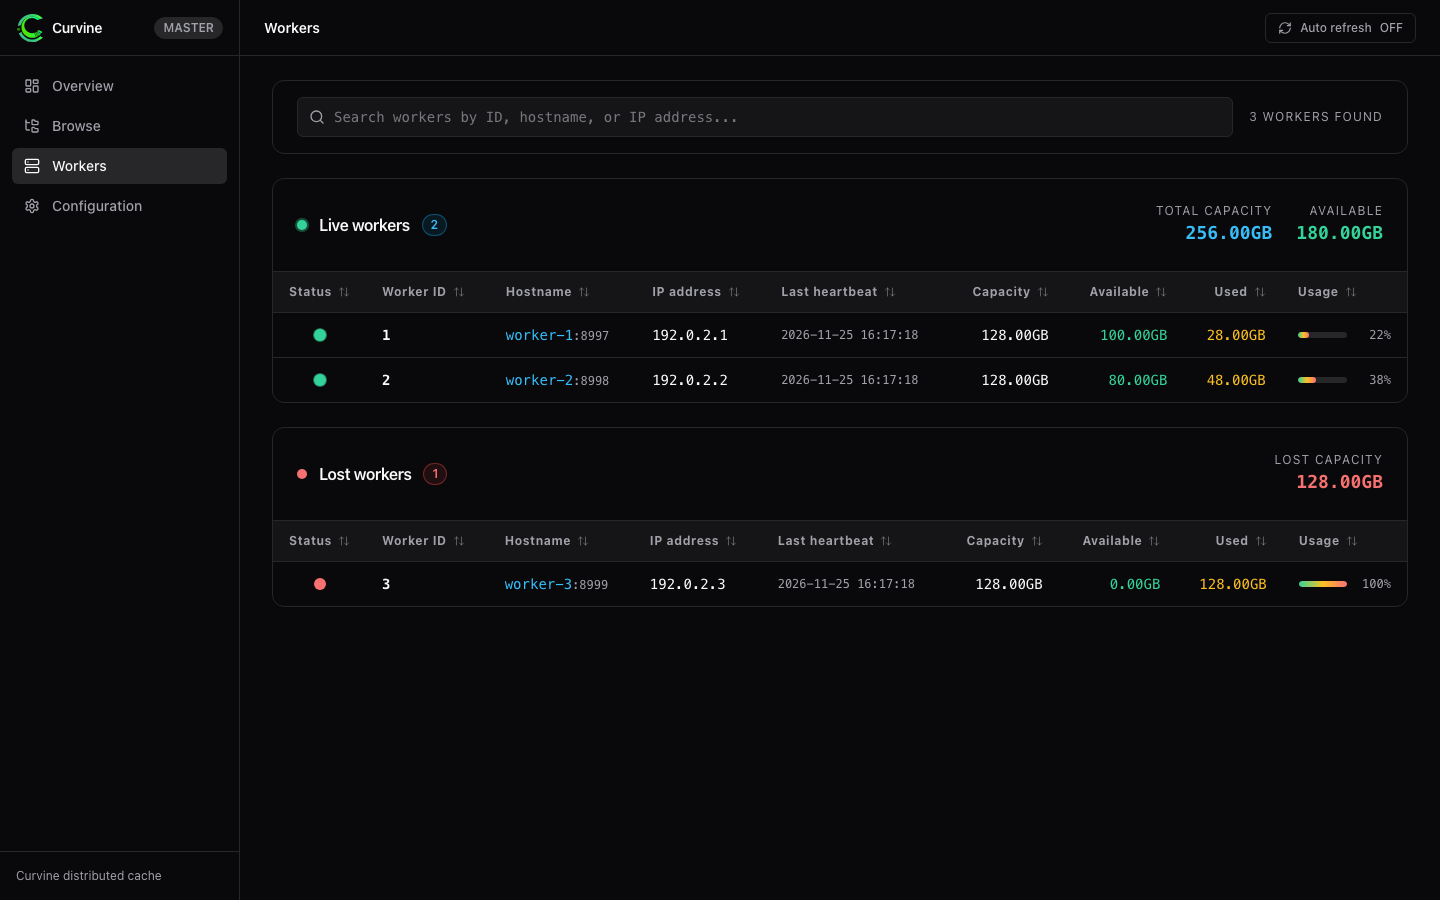 Curvine MASTER
Overview
Browse
Workers
Configuration
Curvine distributed cache
Workers
Auto refresh OFF
Search workers by ID, hostname, or IP address...
3 WORKERS FOUND
Live workers 2
TOTAL CAPACITY AVAILABLE
256.00GB 180.00GB
Status Worker ID Hostname IP address Last heartbeat Capacity Available Used Usage
1 worker-1:8997 192.0.2.1 2026-11-25 16:17:18 128.00GB 100.00GB 28.00GB 22%
2 worker-2:8998 192.0.2.2 2026-11-25 16:17:18 128.00GB 80.00GB 48.00GB 38%
Lost workers 1
LOST CAPACITY
128.00GB
Status Worker ID Hostname IP address Last heartbeat Capacity Available Used Usage
3 worker-3:8999 192.0.2.3 2026-11-25 16:17:18 128.00GB 0.00GB 128.00GB 100%